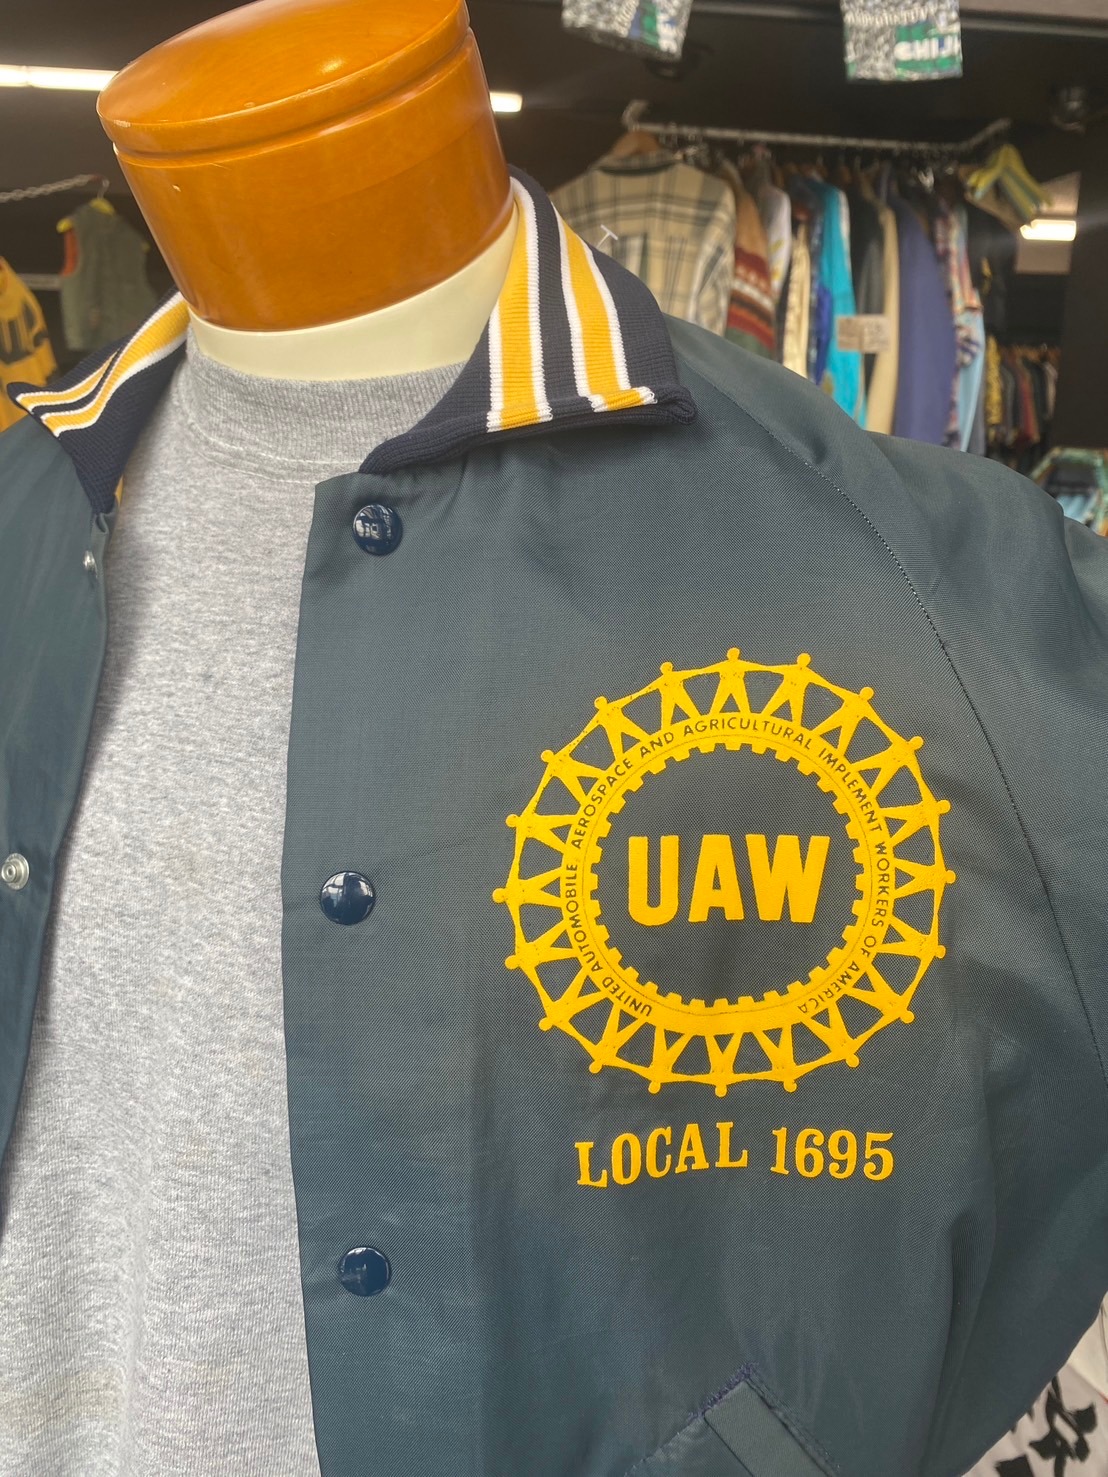 UNITED AUTOMOBILE, AEROSPACE AND AGRICULTURAL IMPLEMENT WORKERS OF AMERICA
UAW
LOCAL 1695